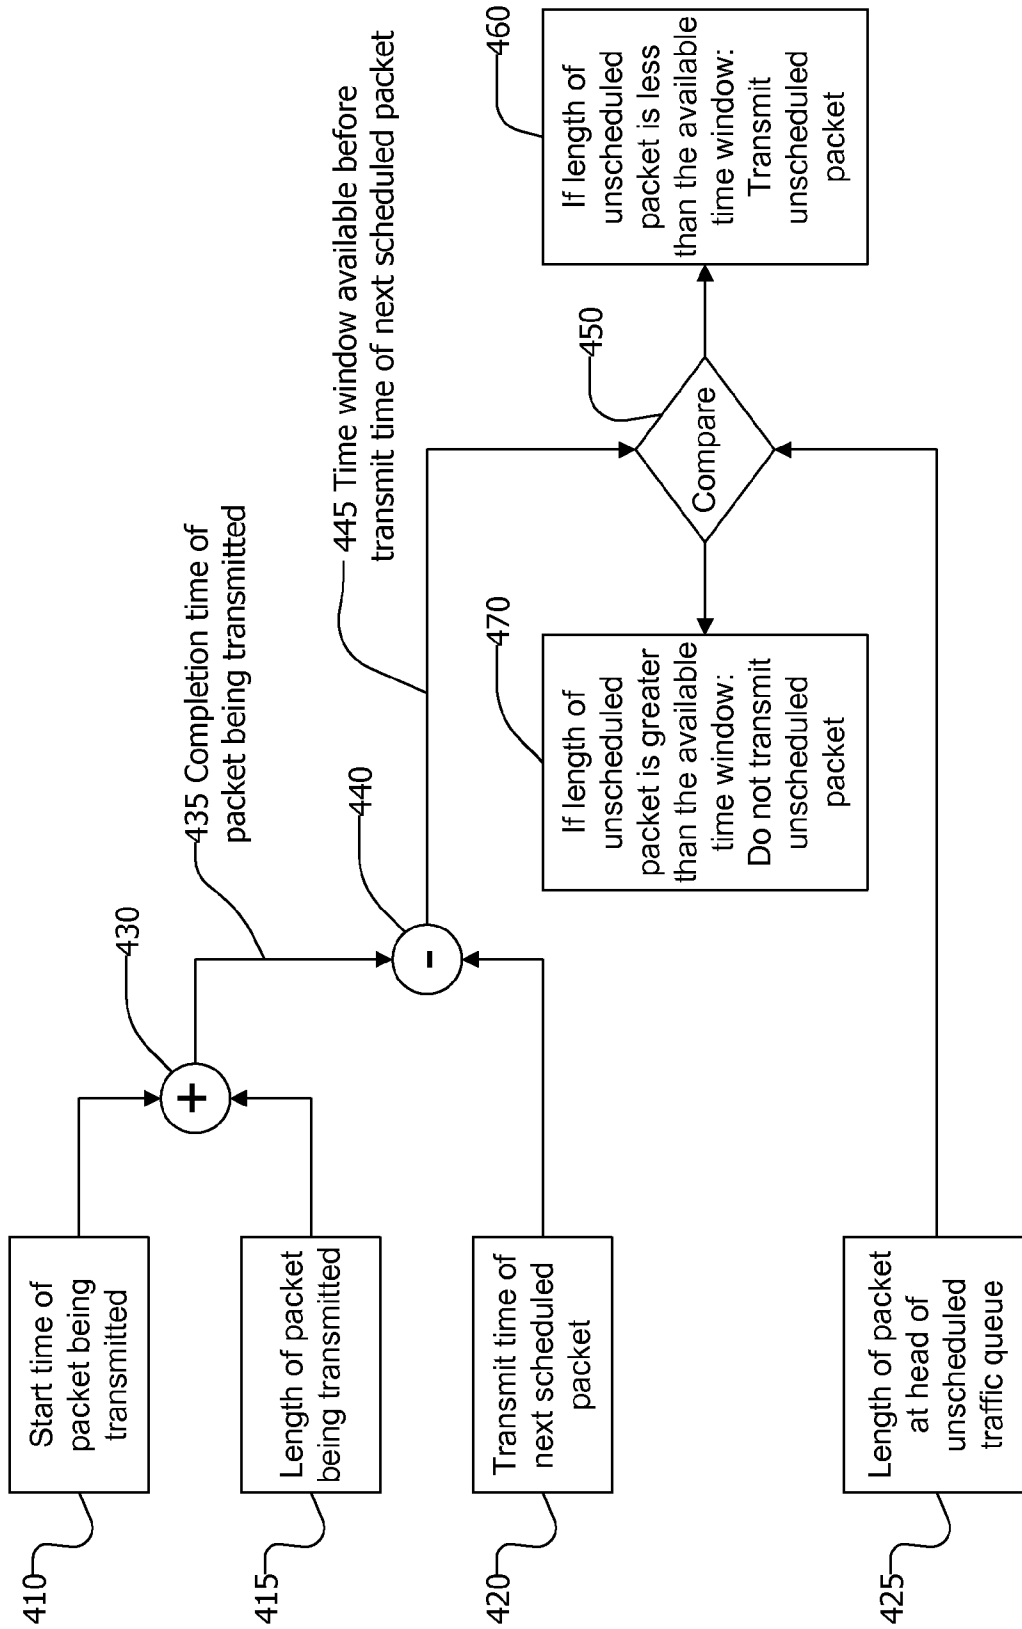 410
Start time of
packet being
transmitted
415
Length of packet
being transmitted
420
Transmit time of
next scheduled
packet
425
Length of packet
at head of
unscheduled
traffic queue
430
+
435 Completion time of
packet being transmitted
440
-
445 Time window available before
transmit time of next scheduled packet
450
Compare
470
If length of
unscheduled
packet is greater
than the available
time window:
Do not transmit
unscheduled
packet
460
If length of
unscheduled
packet is less
than the available
time window:
Transmit
unscheduled
packet